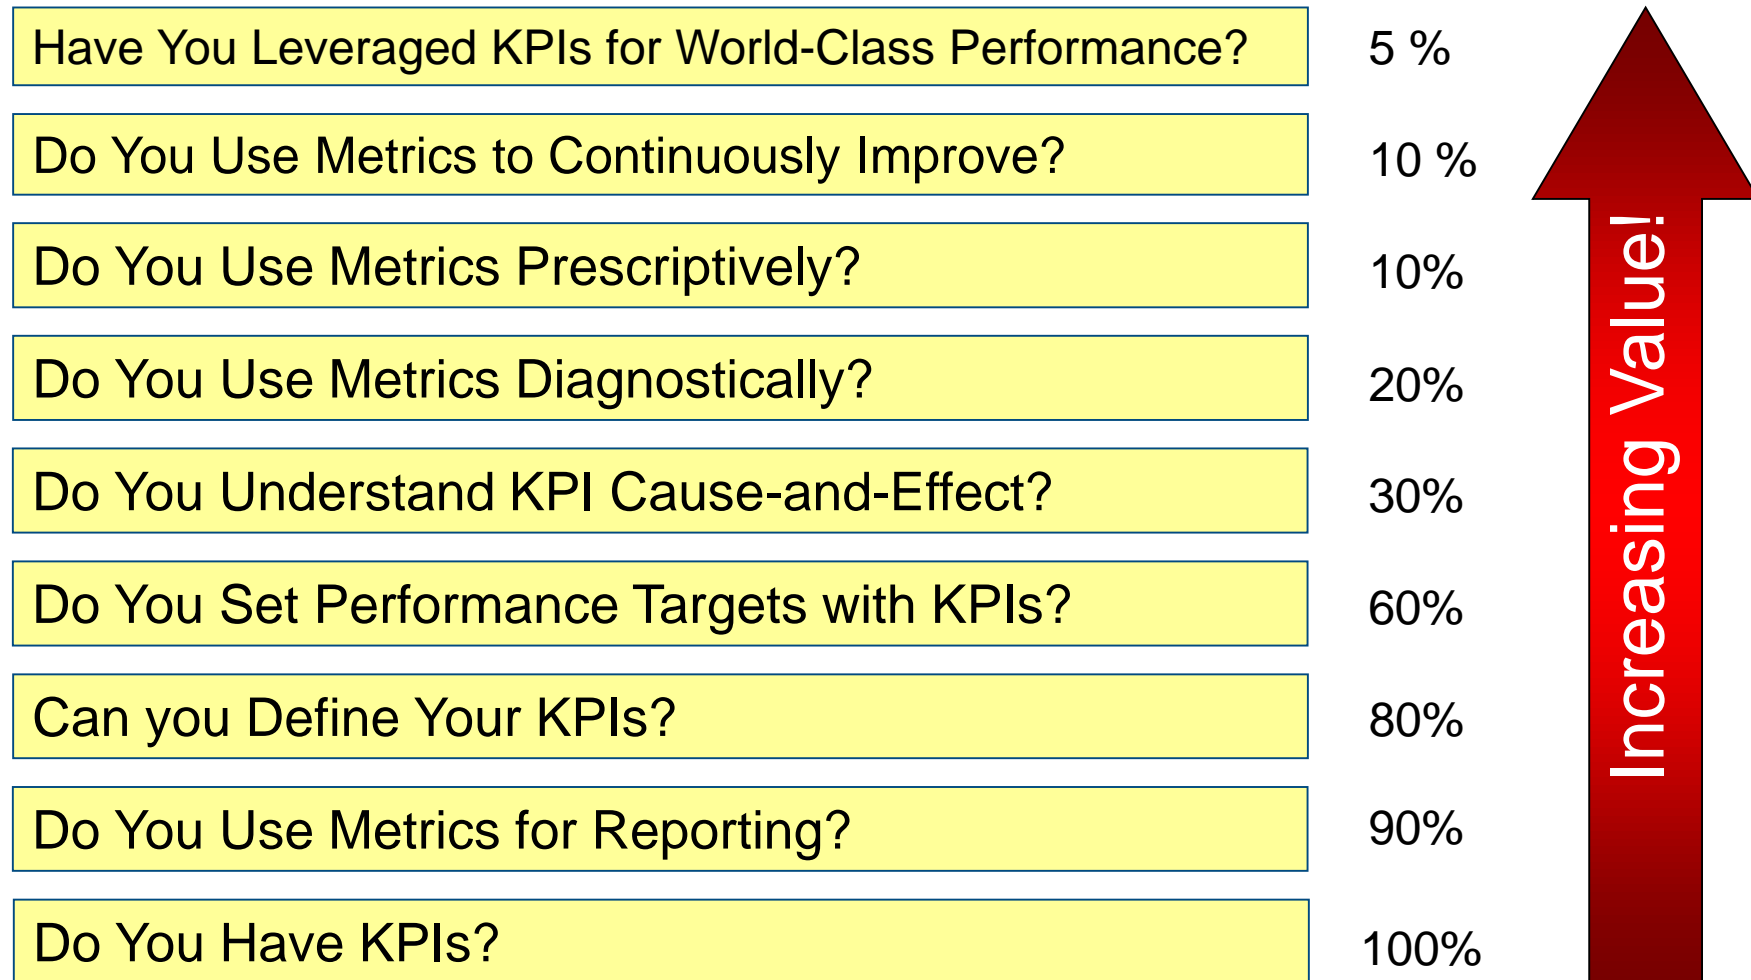 Have You Leveraged KPIs for World-Class Performance? 5 %
Do You Use Metrics to Continuously Improve? 10 %
Do You Use Metrics Prescriptively? 10%
Do You Use Metrics Diagnostically? 20%
Do You Understand KPI Cause-and-Effect? 30%
Do You Set Performance Targets with KPIs? 60%
Can you Define Your KPIs? 80%
Do You Use Metrics for Reporting? 90%
Do You Have KPIs? 100%
Increasing Value!